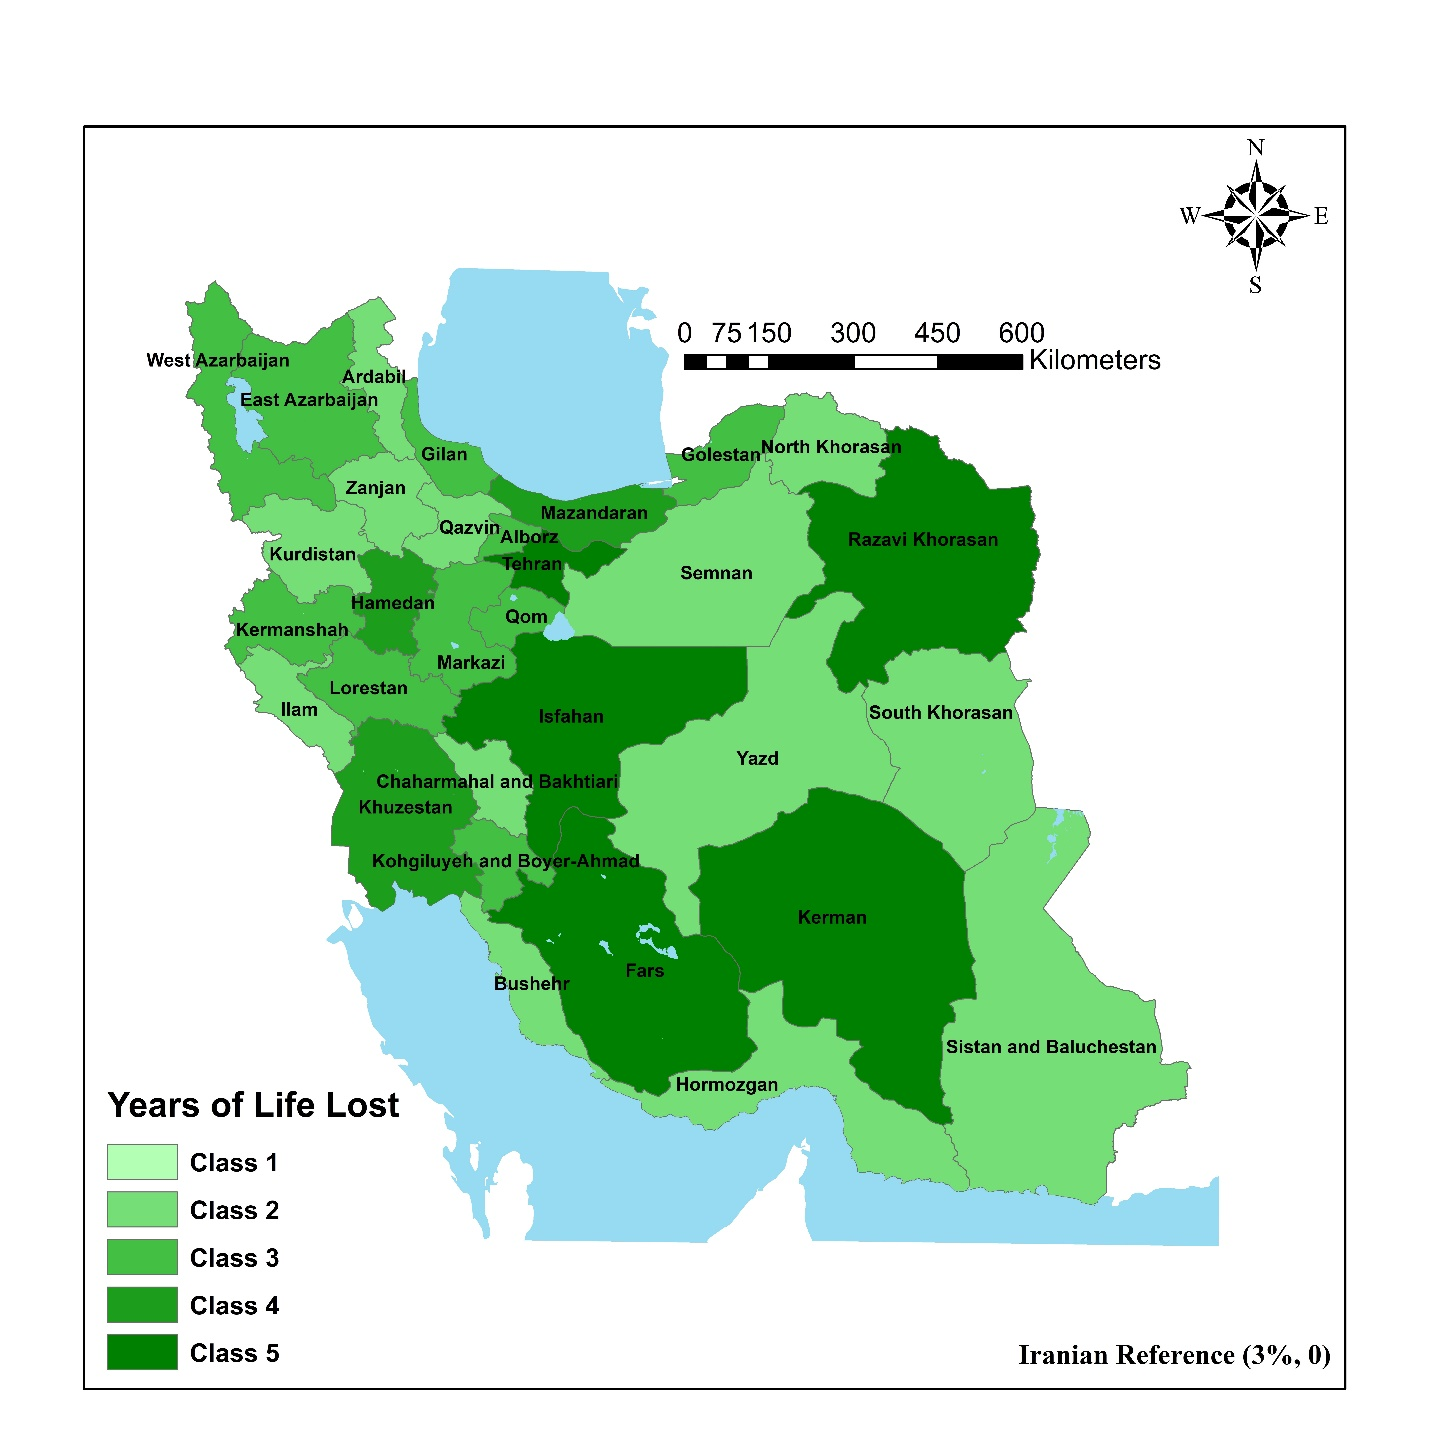 N
W E
S
0 75 150 300 450 600
Kilometers
West Azarbaijan
Ardabil
East Azarbaijan
Gilan
Golestan
North Khorasan
Zanjan
Mazandaran
Qazvin
Alborz
Razavi Khorasan
Kurdistan
Tehran
Semnan
Hamedan
Qom
Kermanshah
Markazi
Lorestan
Ilam
Isfahan
South Khorasan
Yazd
Chaharmahal and Bakhtiari
Khuzestan
Kohgiluyeh and Boyer-Ahmad
Kerman
Fars
Bushehr
Sistan and Baluchestan
Hormozgan
Years of Life Lost
Class 1
Class 2
Class 3
Class 4
Class 5
Iranian Reference (3%, 0)